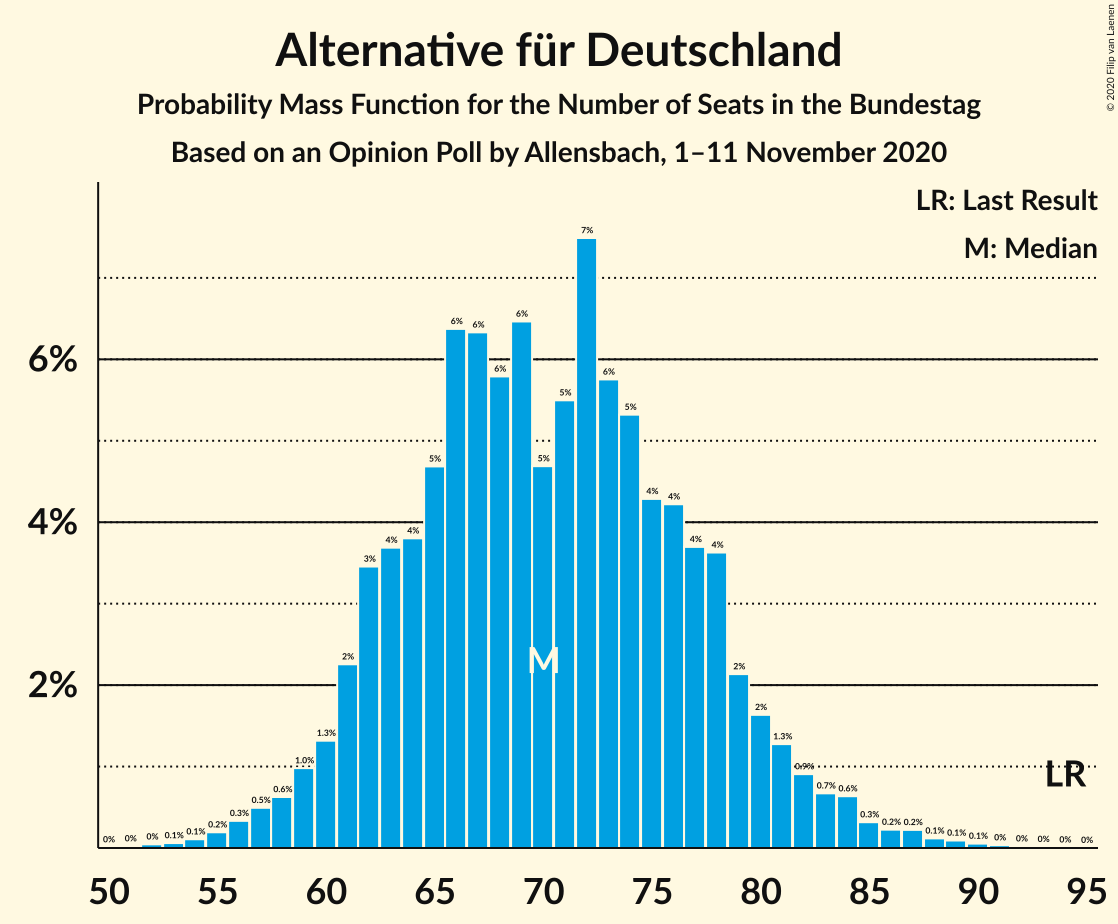 Alternative für Deutschland
Probability Mass Function for the Number of Seats in the Bundestag
Based on an Opinion Poll by Allensbach, 1–11 November 2020
© 2020 Filip van Laenen
LR: Last Result
M: Median
7%
6% 6% 6% 6% 6%
6%
5% 5% 5% 5%
4%
4% 4% 4% 4% 4% 4%
3%
M
2%
2% 2% 2%
1.3% 1.3%
LR
0% 0% 0% 0.1% 0.1% 0.2% 0.3% 0.5% 0.6% 1.0% 0.9% 0.7% 0.6% 0.3% 0.2% 0.2% 0.1% 0.1% 0.1% 0% 0% 0% 0% 0%
50 55 60 65 70 75 80 85 90 95